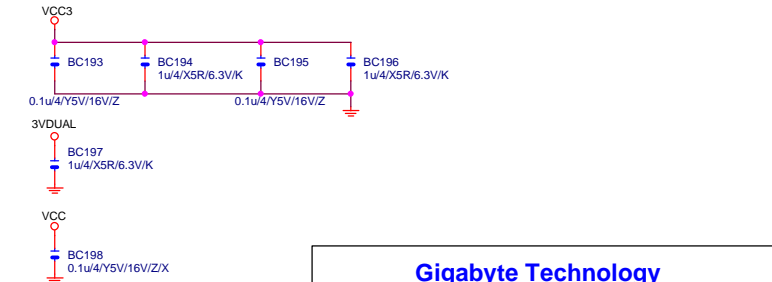 VCC3
BC193
BC194
1u/4/X5R/6.3V/K
BC195
BC196
1u/4/X5R/6.3V/K
0.1u/4/Y5V/16V/Z
0.1u/4/Y5V/16V/Z
3VDUAL
BC197
1u/4/X5R/6.3V/K
VCC
BC198
0.1u/4/Y5V/16V/Z/X
Gigabyte Technology